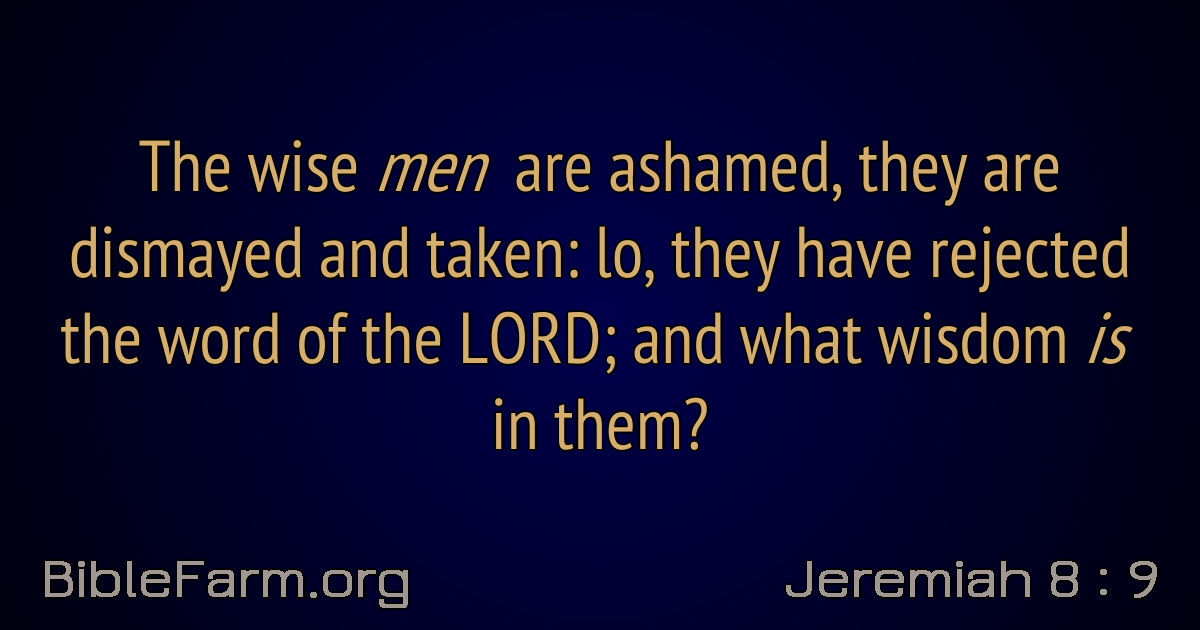 The wise men are ashamed, they are
dismayed and taken: lo, they have rejected
the word of the LORD; and what wisdom is
in them?
BibleFarm.org
Jeremiah 8 : 9